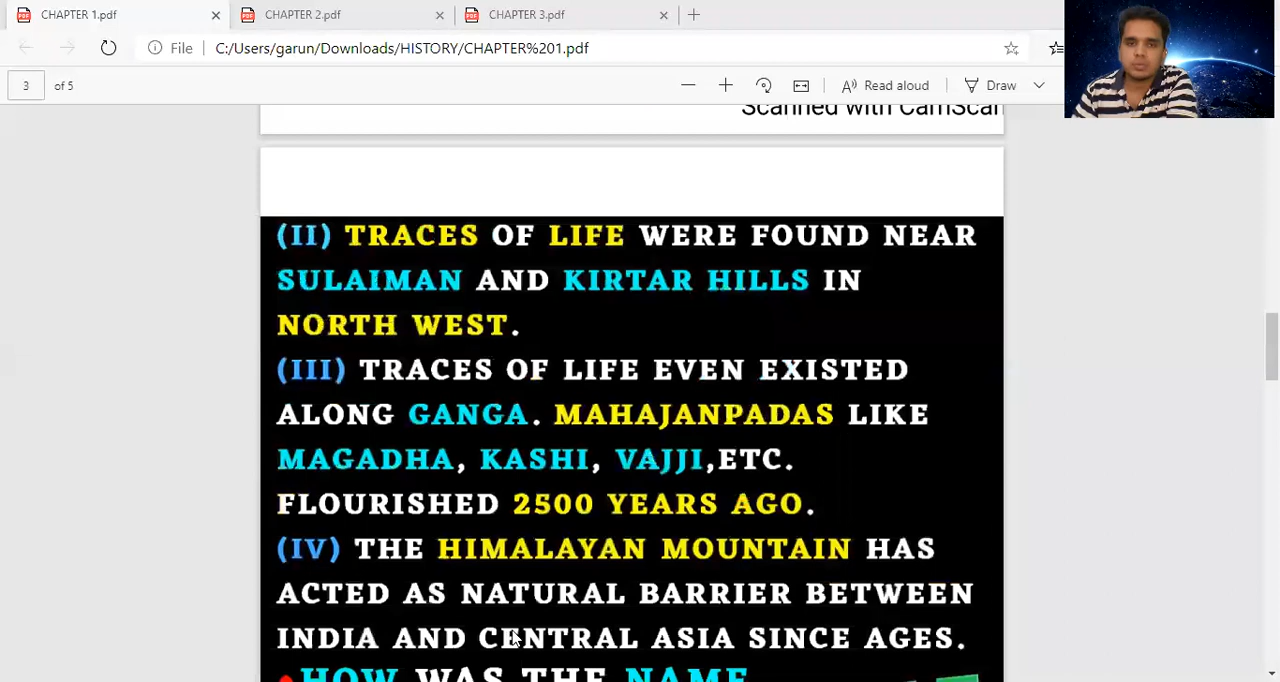 CHAPTER 1.pdf
CHAPTER 2.pdf
CHAPTER 3.pdf
File
C:/Users/garun/Downloads/HISTORY/CHAPTER%201.pdf
3 of 5
Read aloud
Draw
Scanned with CamScan
(II) TRACES OF LIFE WERE FOUND NEAR
SULAIMAN AND KIRTAR HILLS IN
NORTH WEST.
(III) TRACES OF LIFE EVEN EXISTED
ALONG GANGA. MAHAJANPADAS LIKE
MAGADHA, KASHI, VAJJI,ETC.
FLOURISHED 2500 YEARS AGO.
(IV) THE HIMALAYAN MOUNTAIN HAS
ACTED AS NATURAL BARRIER BETWEEN
INDIA AND CENTRAL ASIA SINCE AGES.
•HOW WAS THE NAME